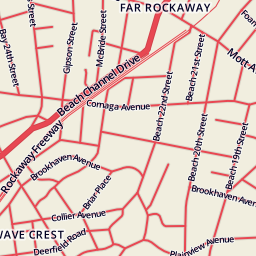 FAR ROCKAWAY
Foam
Bay 24th Street
Gipson Street
McBride Street
Beach Channel Drive
Beach 21st Street
Mott A
Cornaga Avenue
Beach 22nd Street
Rockaway Freeway
Beach 20th Street
Beach 19th Street
Brookhaven Avenue
Briar Place
Brookhaven A
Collier Avenue
WAVE CREST
Deerfield Road
Plainview Avenue